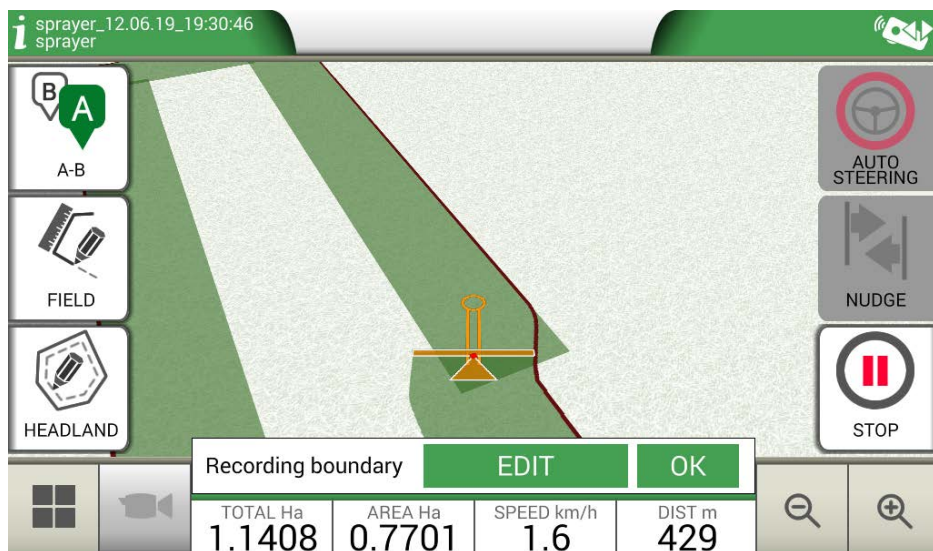 sprayer_12.06.19_19:30:46
sprayer
B
A
A-B
FIELD
HEADLAND
AUTO
STEERING
NUDGE
STOP
Recording boundary EDIT OK
TOTAL Ha AREA Ha SPEED km/h DIST m
1.1408 0.7701 1.6 429